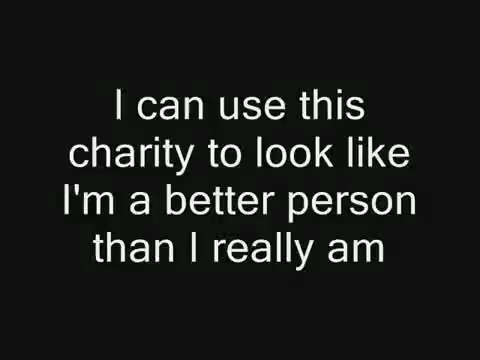 I can use this
charity to look like
I'm a better person
than I really am